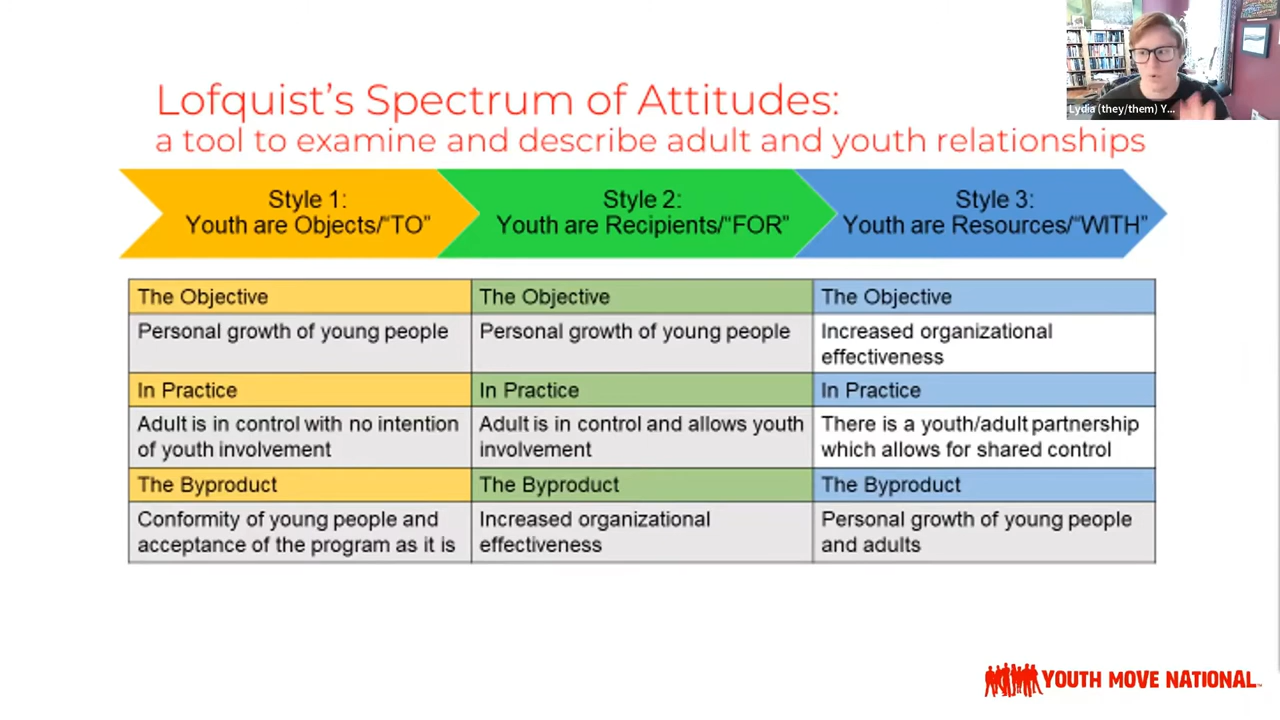 Lydia (they/them) Y...
Lofquist's Spectrum of Attitudes:
a tool to examine and describe adult and youth relationships
Style 1:
Youth are Objects/"TO"
Style 2:
Youth are Recipients/"FOR"
Style 3:
Youth are Resources/"WITH"
The Objective
The Objective
The Objective
Personal growth of young people
Personal growth of young people
Increased organizational
effectiveness
In Practice
In Practice
In Practice
Adult is in control with no intention
of youth involvement
Adult is in control and allows youth
involvement
There is a youth/adult partnership
which allows for shared control
The Byproduct
The Byproduct
The Byproduct
Conformity of young people and
acceptance of the program as it is
Increased organizational
effectiveness
Personal growth of young people
and adults
YOUTH MOVE NATIONAL